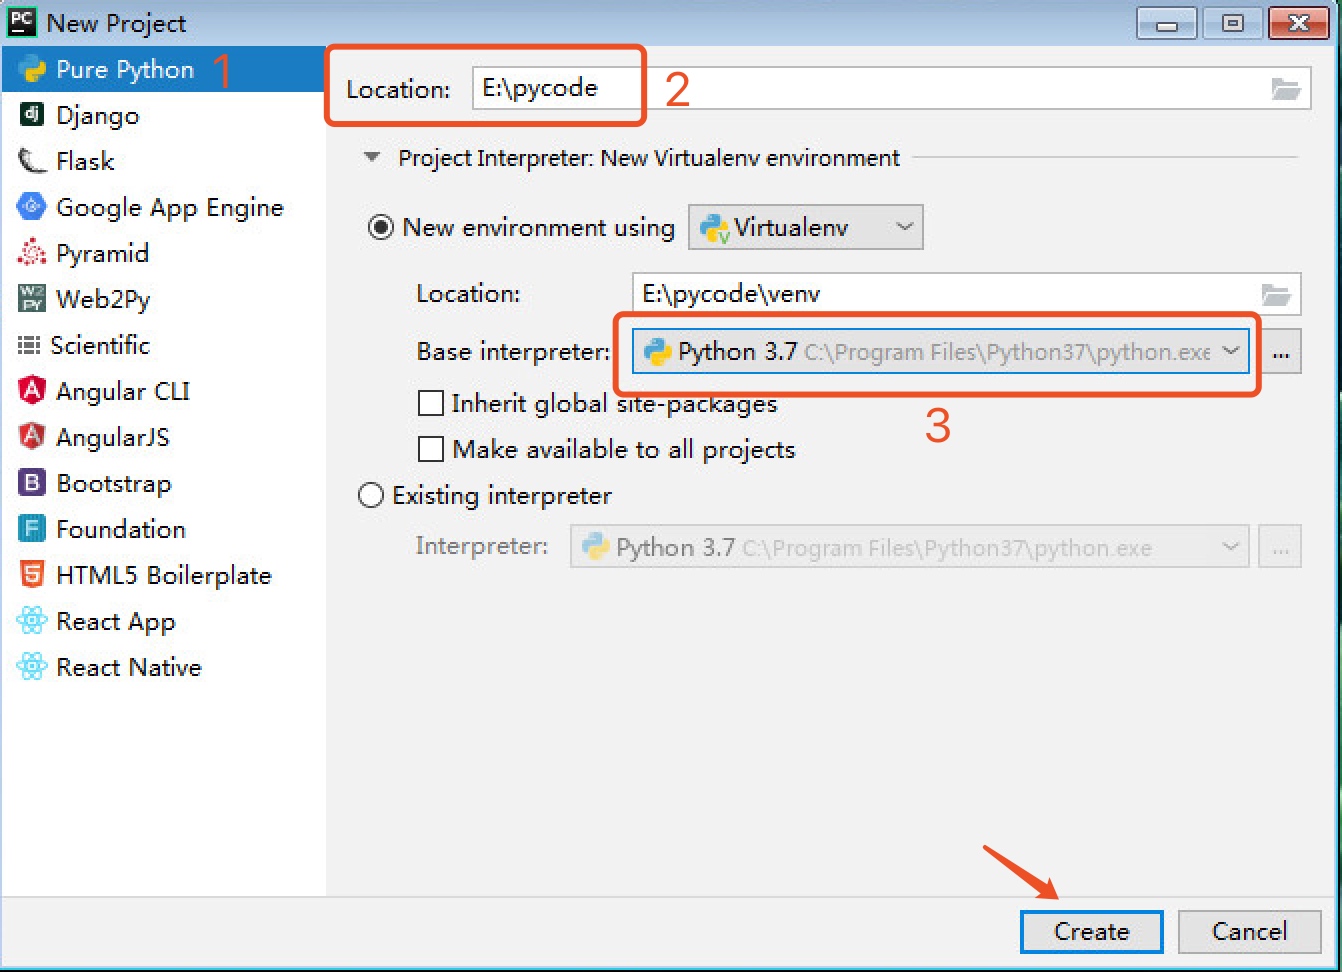 PC New Project
Pure Python 1
Django
Flask
Google App Engine
Pyramid
Web2Py
Scientific
Angular CLI
AngularJS
Bootstrap
Foundation
HTML5 Boilerplate
React App
React Native
Location: E:\pycode 2
Project Interpreter: New Virtualenv environment
New environment using Virtualenv
Location: E:\pycode\venv
Base interpreter: Python 3.7 C:\Program Files\Python37\python.exe ...
3
Inherit global site-packages
Make available to all projects
Existing interpreter
Interpreter: Python 3.7 C:\Program Files\Python37\python.exe ...
Create Cancel